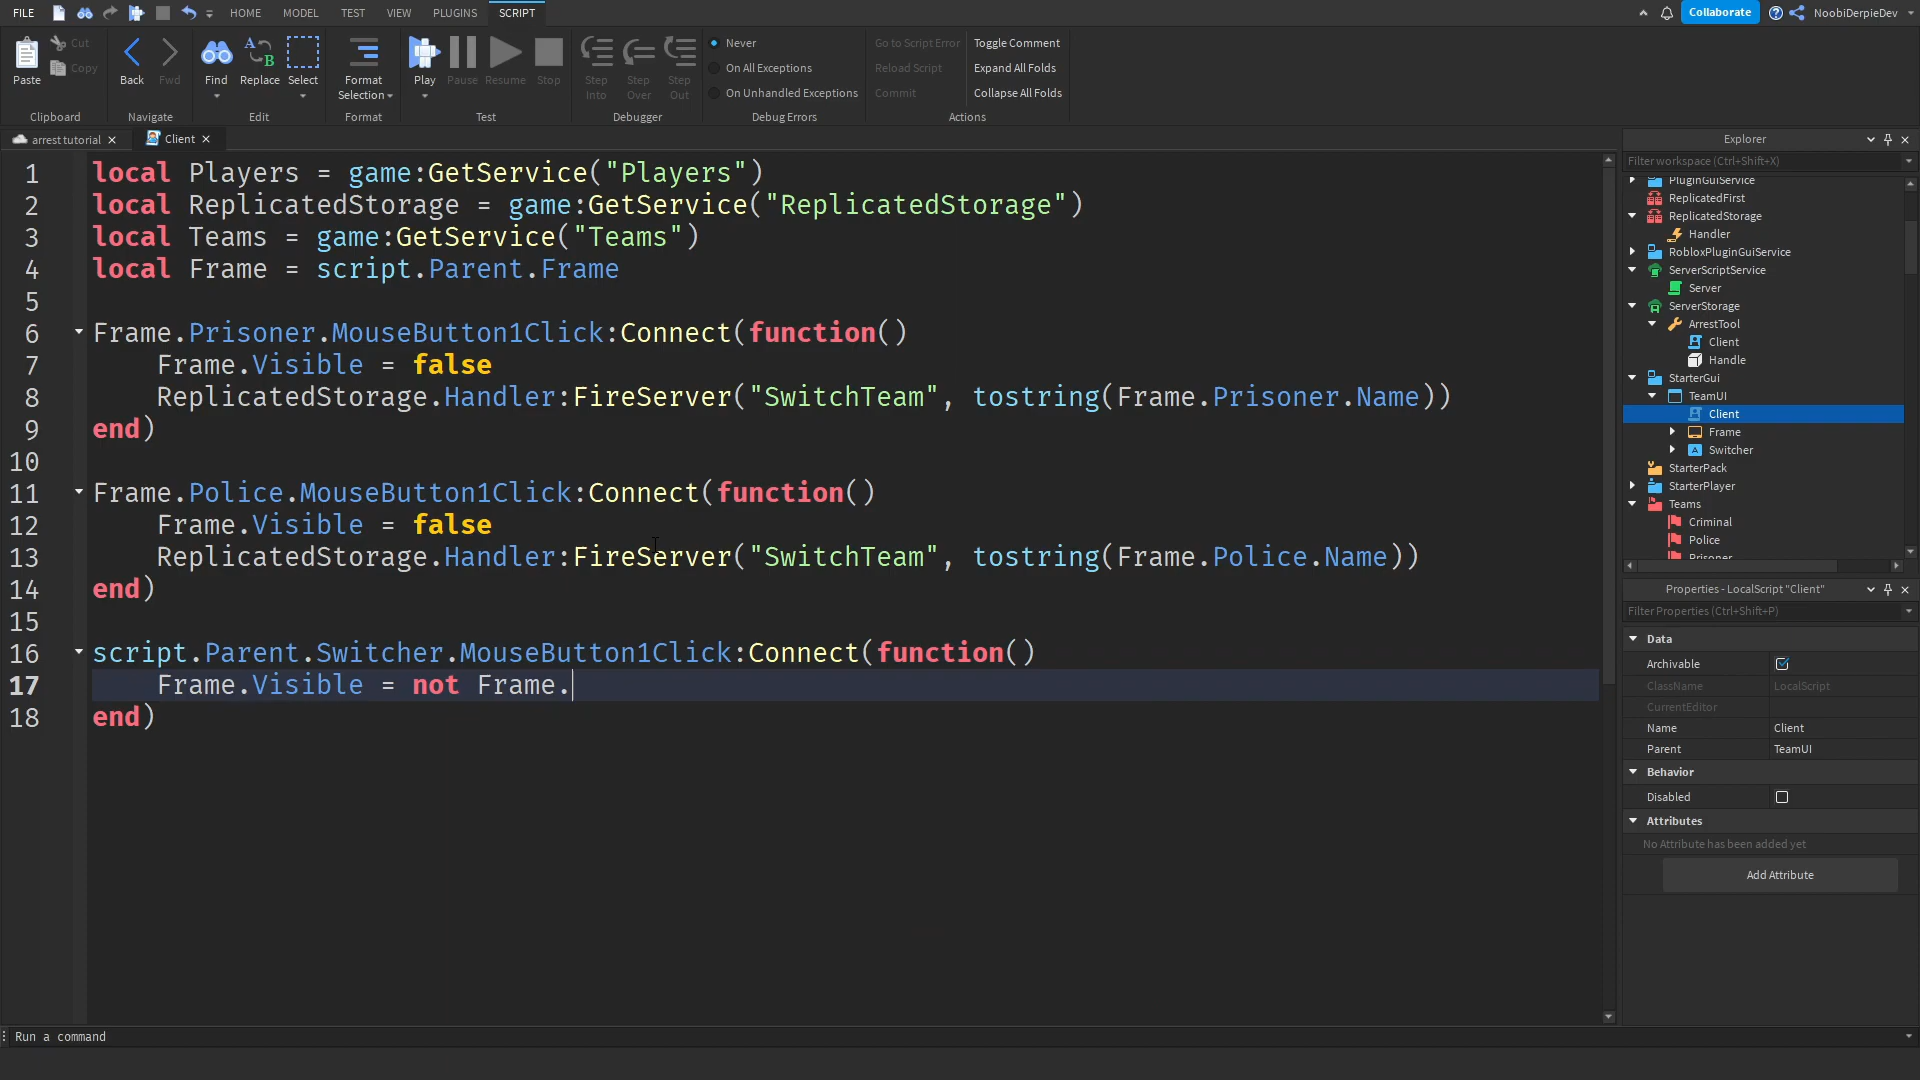 FILE HOME MODEL TEST VIEW PLUGINS SCRIPT Collaborate NoobiDerpieDev
Paste Cut Copy Clipboard
Back Fwd Navigate
Find Replace Select Edit
Format Selection Format
Play Pause Resume Stop Test
Step Into Step Over Step Out Debugger
Never
On All Exceptions
On Unhandled Exceptions
Debug Errors
Go to Script Error Toggle Comment
Reload Script Expand All Folds
Commit Collapse All Folds
Actions
arrest tutorial Client
1 local Players = game:GetService("Players")
2 local ReplicatedStorage = game:GetService("ReplicatedStorage")
3 local Teams = game:GetService("Teams")
4 local Frame = script.Parent.Frame
5
6 Frame.Prisoner.MouseButton1Click:Connect(function()
7 Frame.Visible = false
8 ReplicatedStorage.Handler:FireServer("SwitchTeam", tostring(Frame.Prisoner.Name))
9 end)
10
11 Frame.Police.MouseButton1Click:Connect(function()
12 Frame.Visible = false
13 ReplicatedStorage.Handler:FireServer("SwitchTeam", tostring(Frame.Police.Name))
14 end)
15
16 script.Parent.Switcher.MouseButton1Click:Connect(function()
17 Frame.Visible = not Frame.
18 end)
Explorer
Filter workspace (Ctrl+Shift+X)
PluginGuiService
ReplicatedFirst
ReplicatedStorage
Handler
RobloxPluginGuiService
ServerScriptService
Server
ServerStorage
ArrestTool
Client
Handle
StarterGui
TeamUI
Client
Frame
Switcher
StarterPack
StarterPlayer
Teams
Criminal
Police
Prisoner
Properties - LocalScript "Client"
Filter Properties (Ctrl+Shift+P)
Data
Archivable
ClassName LocalScript
CurrentEditor
Name Client
Parent TeamUI
Behavior
Disabled
Attributes
No Attribute has been added yet
Add Attribute
Run a command